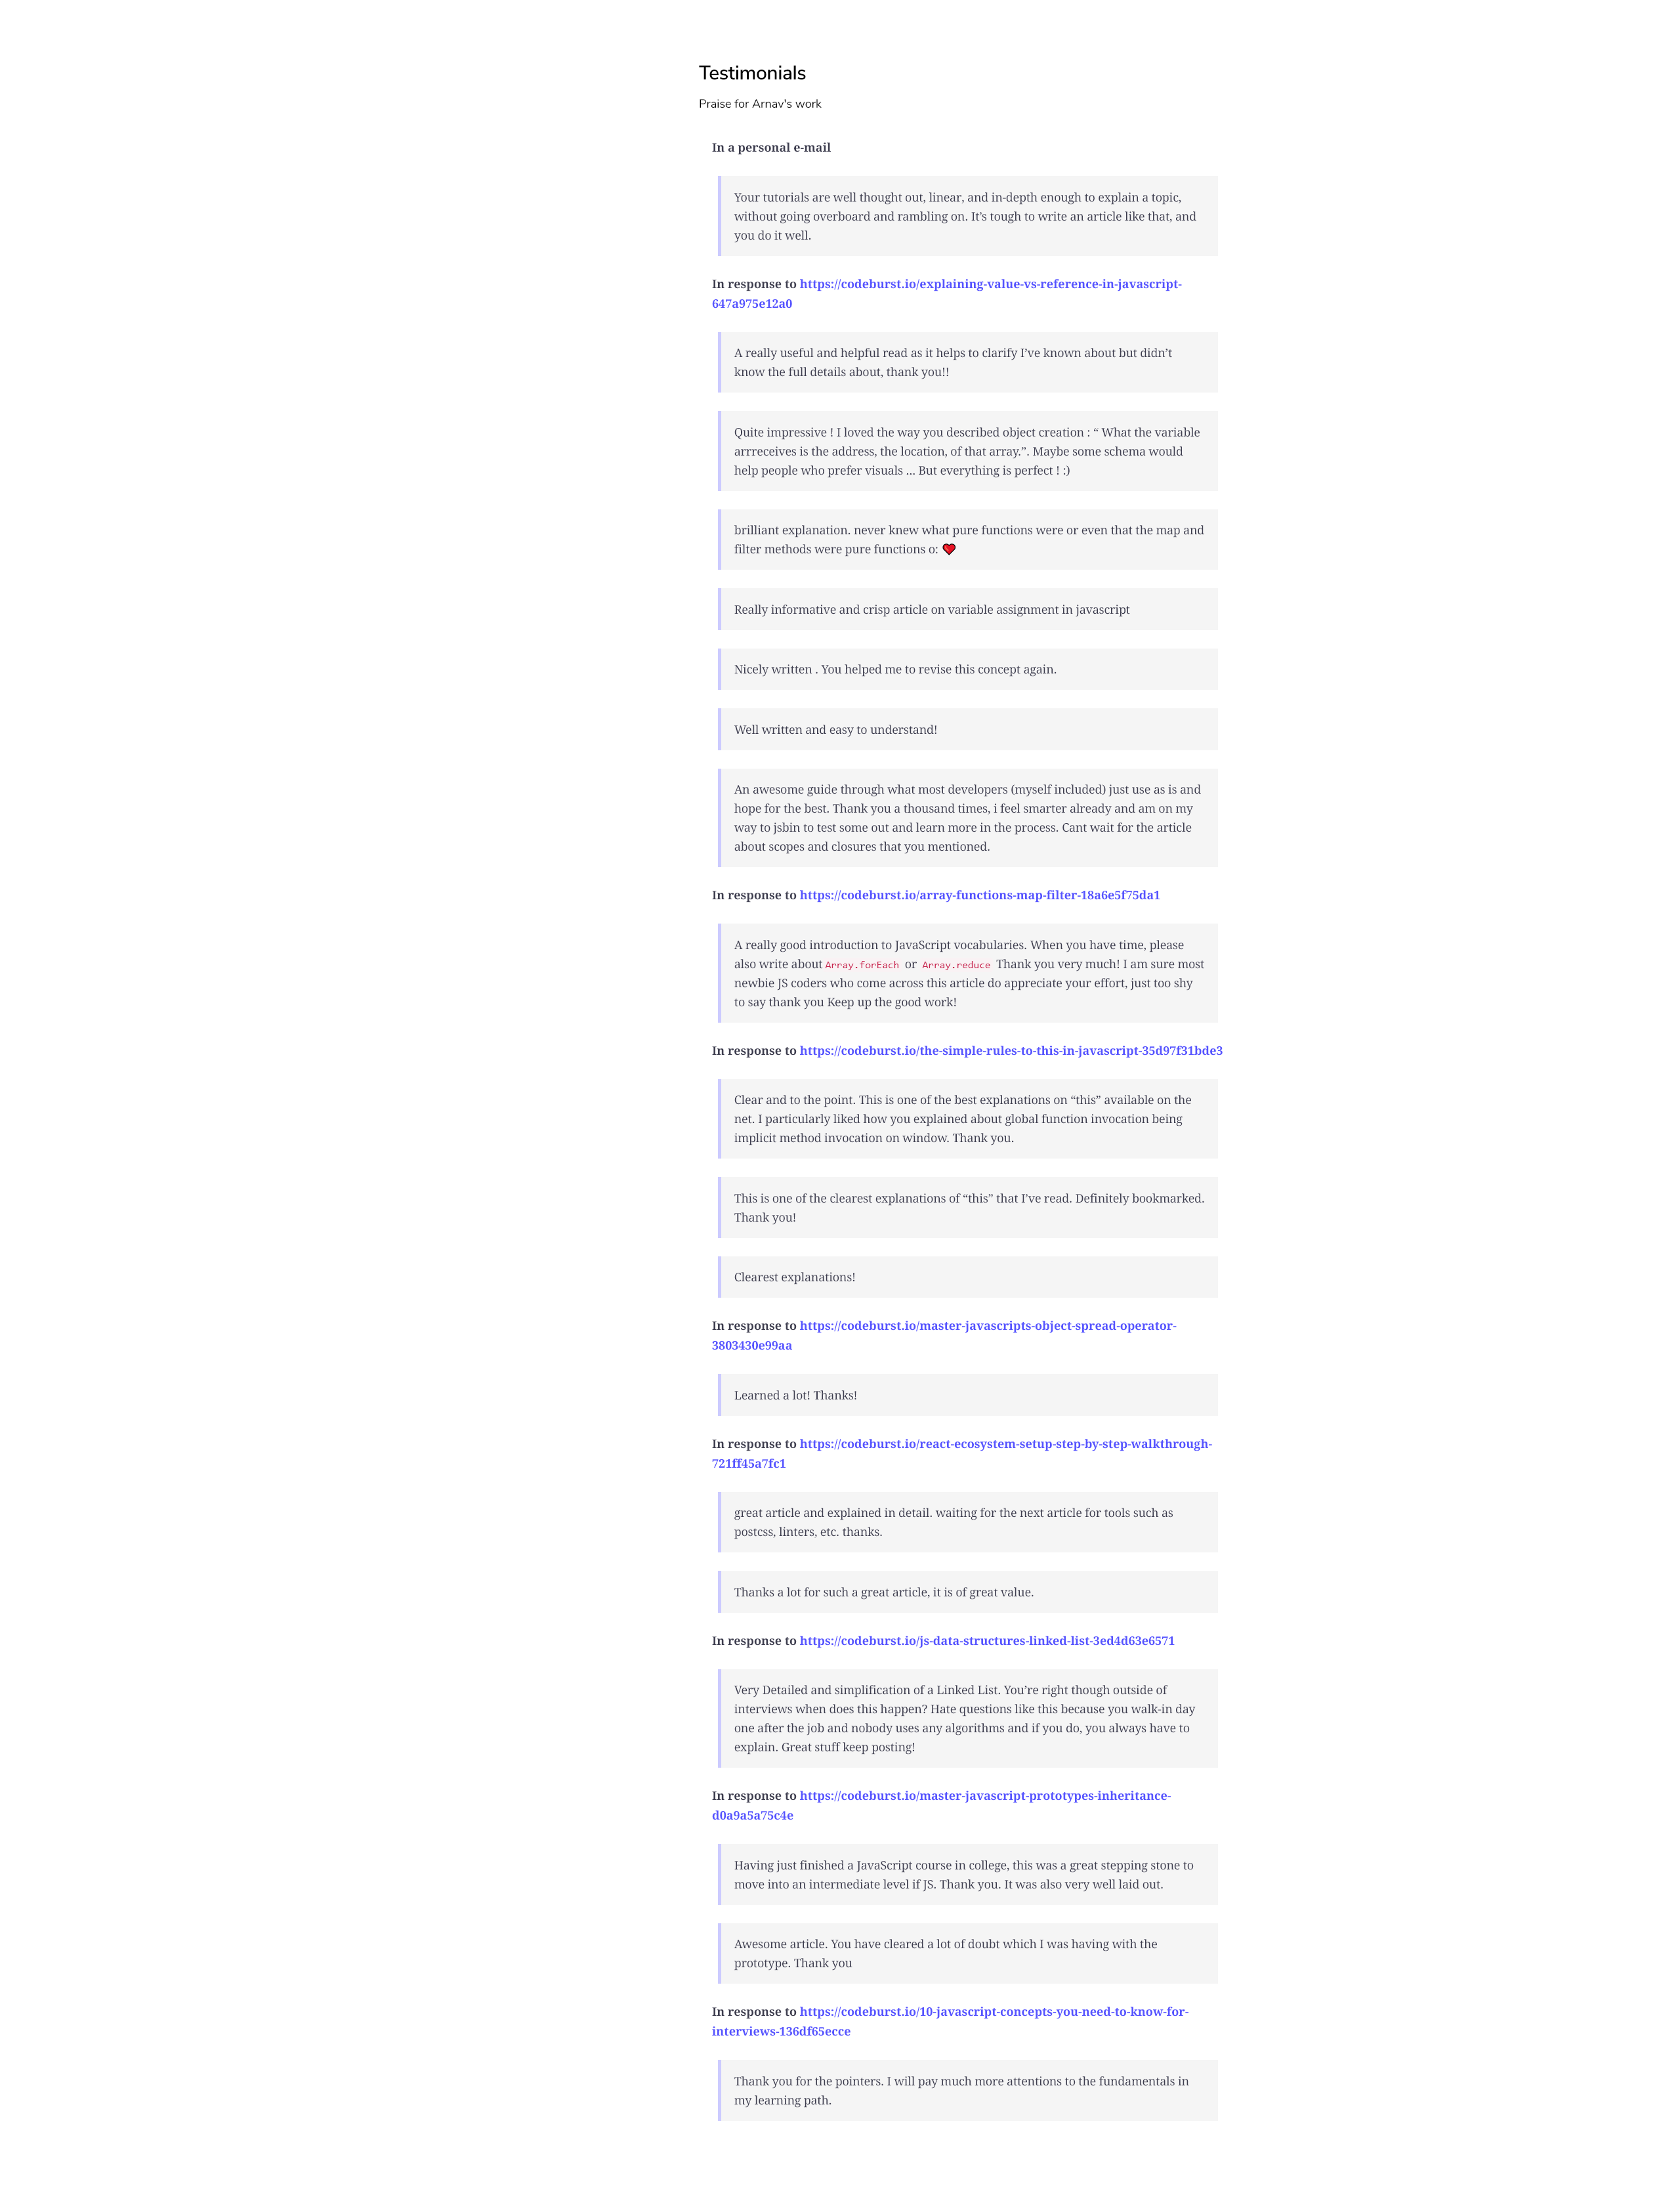 Testimonials
Praise for Arnav's work
In a personal e-mail
Your tutorials are well thought out, linear, and in-depth enough to explain a topic,
without going overboard and rambling on. It’s tough to write an article like that, and
you do it well.
In response to https://codeburst.io/explaining-value-vs-reference-in-javascript-
647a975e12a0
A really useful and helpful read as it helps to clarify I’ve known about but didn’t
know the full details about, thank you!!
Quite impressive ! I loved the way you described object creation : “ What the variable
arrreceives is the address, the location, of that array.”. Maybe some schema would
help people who prefer visuals ... But everything is perfect ! :)
brilliant explanation. never knew what pure functions were or even that the map and
filter methods were pure functions o: ❤️
Really informative and crisp article on variable assignment in javascript
Nicely written . You helped me to revise this concept again.
Well written and easy to understand!
An awesome guide through what most developers (myself included) just use as is and
hope for the best. Thank you a thousand times, i feel smarter already and am on my
way to jsbin to test some out and learn more in the process. Cant wait for the article
about scopes and closures that you mentioned.
In response to https://codeburst.io/array-functions-map-filter-18a6e5f75da1
A really good introduction to JavaScript vocabularies. When you have time, please
also write about Array.forEach or Array.reduce Thank you very much! I am sure most
newbie JS coders who come across this article do appreciate your effort, just too shy
to say thank you Keep up the good work!
In response to https://codeburst.io/the-simple-rules-to-this-in-javascript-35d97f31bde3
Clear and to the point. This is one of the best explanations on “this” available on the
net. I particularly liked how you explained about global function invocation being
implicit method invocation on window. Thank you.
This is one of the clearest explanations of “this” that I’ve read. Definitely bookmarked.
Thank you!
Clearest explanations!
In response to https://codeburst.io/master-javascripts-object-spread-operator-
3803430e99aa
Learned a lot! Thanks!
In response to https://codeburst.io/react-ecosystem-setup-step-by-step-walkthrough-
721ff45a7fc1
great article and explained in detail. waiting for the next article for tools such as
postcss, linters, etc. thanks.
Thanks a lot for such a great article, it is of great value.
In response to https://codeburst.io/js-data-structures-linked-list-3ed4d63e6571
Very Detailed and simplification of a Linked List. You’re right though outside of
interviews when does this happen? Hate questions like this because you walk-in day
one after the job and nobody uses any algorithms and if you do, you always have to
explain. Great stuff keep posting!
In response to https://codeburst.io/master-javascript-prototypes-inheritance-
d0a9a5a75c4e
Having just finished a JavaScript course in college, this was a great stepping stone to
move into an intermediate level if JS. Thank you. It was also very well laid out.
Awesome article. You have cleared a lot of doubt which I was having with the
prototype. Thank you
In response to https://codeburst.io/10-javascript-concepts-you-need-to-know-for-
interviews-136df65ecce
Thank you for the pointers. I will pay much more attentions to the fundamentals in
my learning path.